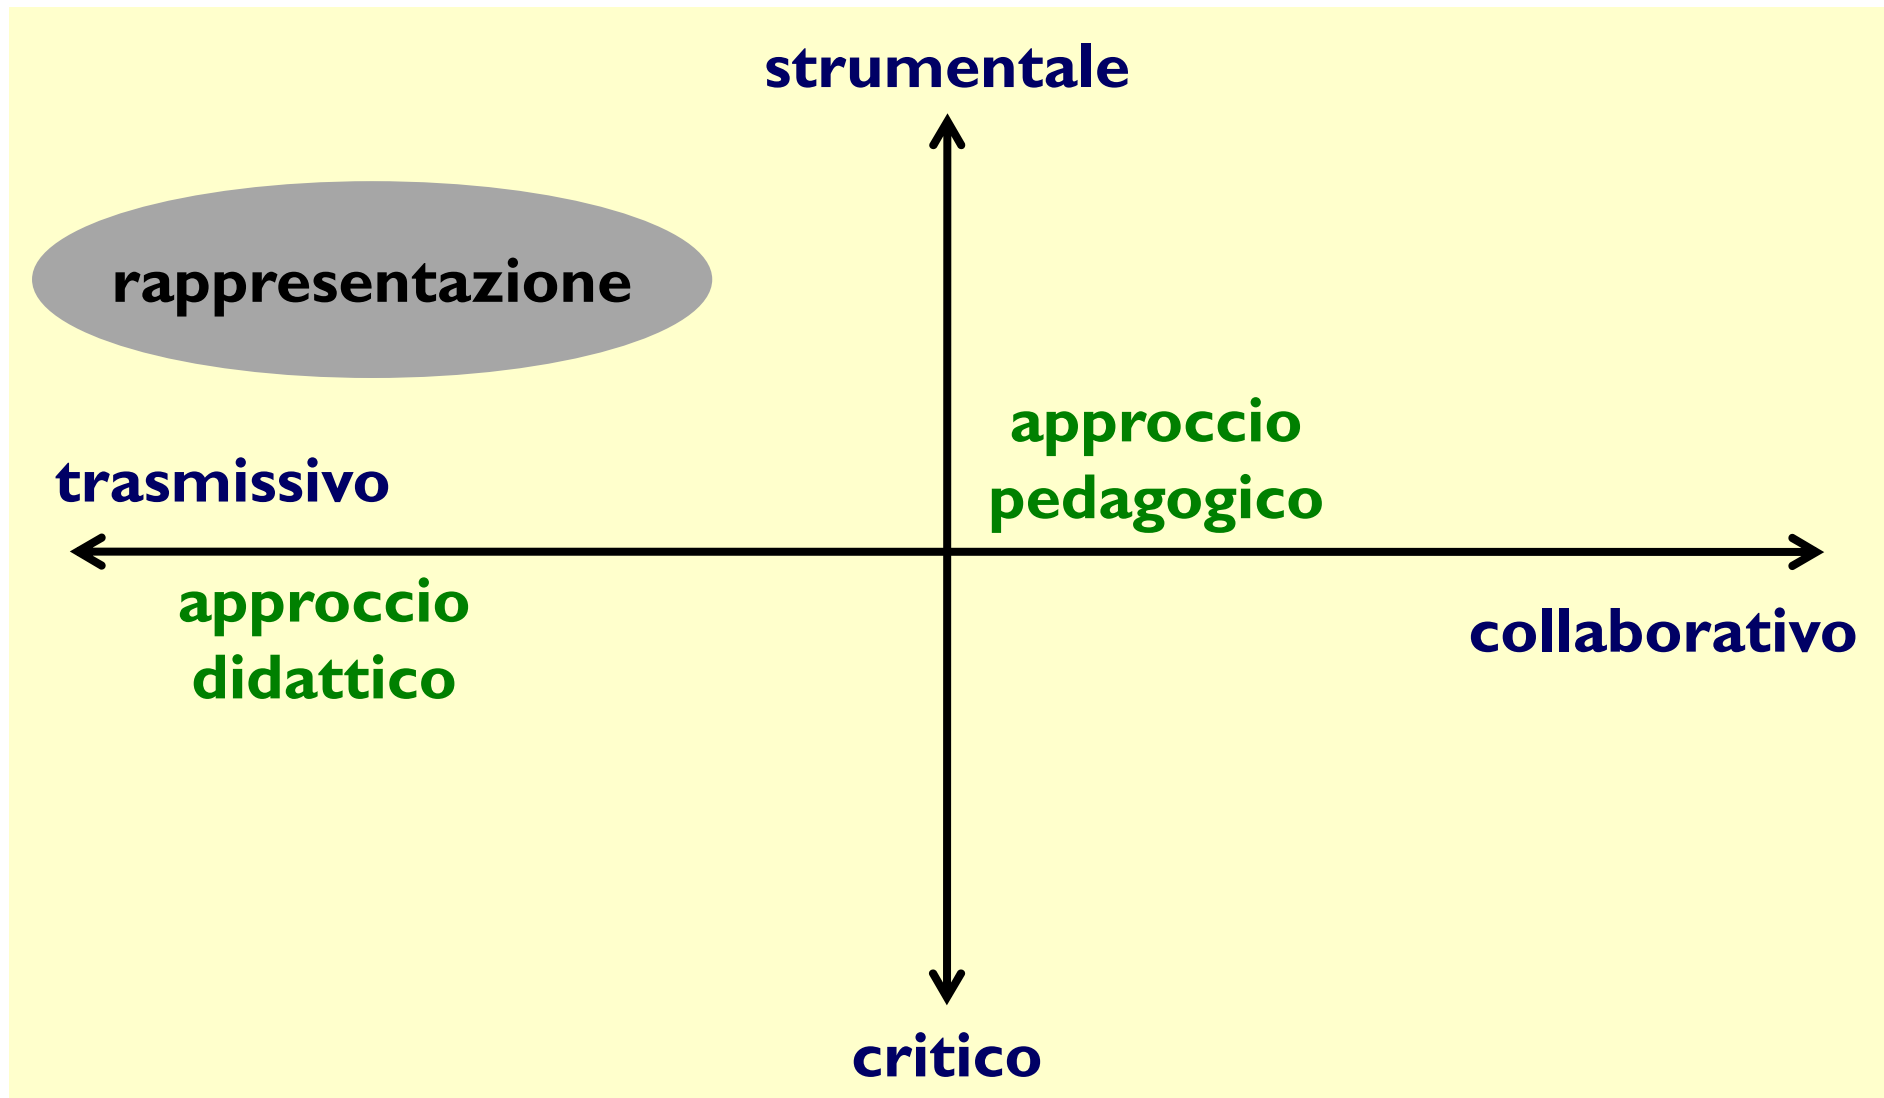 strumentale
rappresentazione
approccio
pedagogico
trasmissivo
approccio
didattico
collaborativo
critico